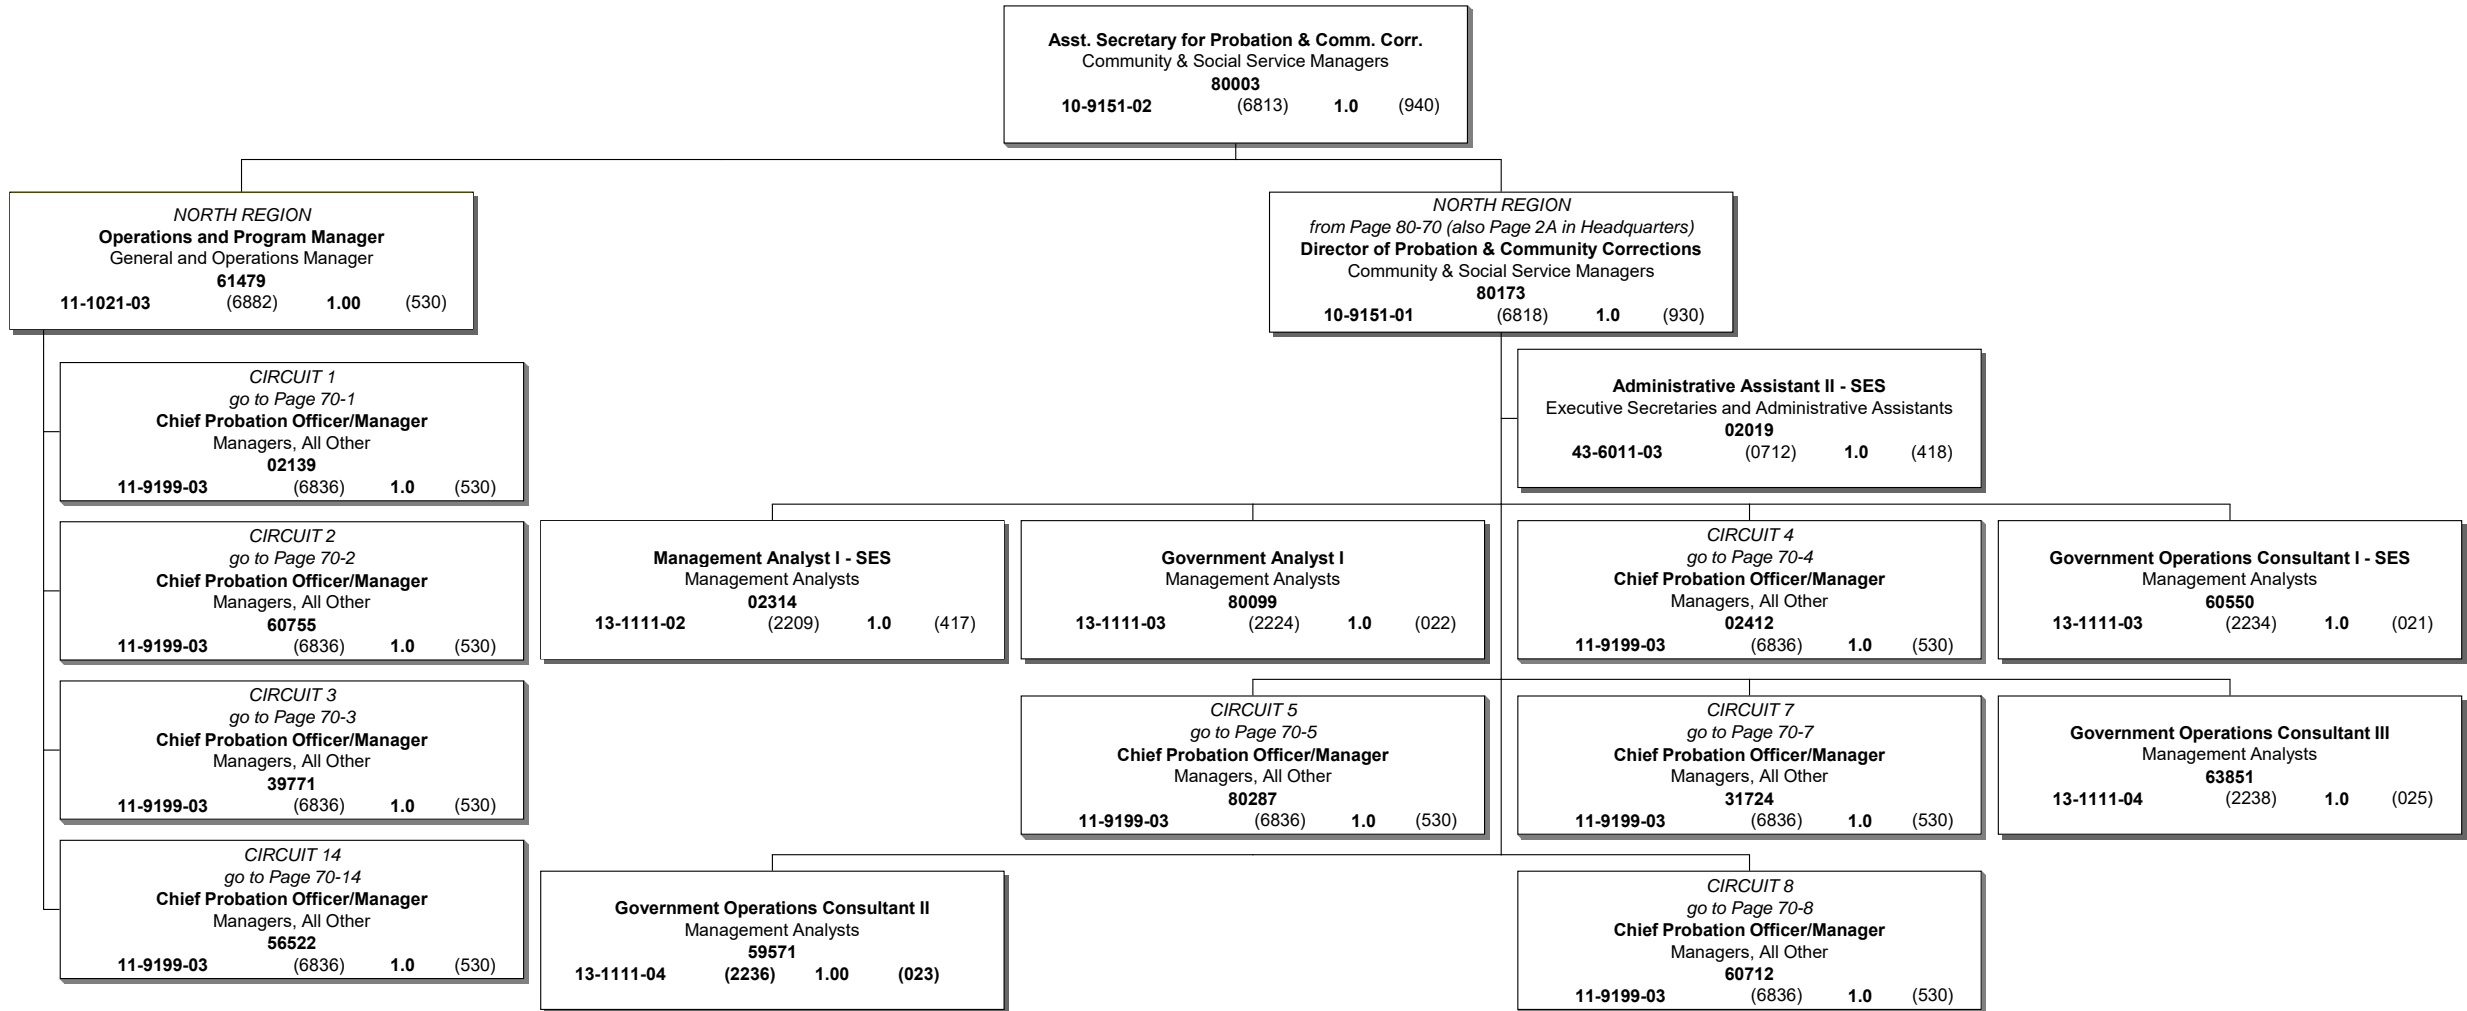 Asst. Secretary for Probation & Comm. Corr.
Community & Social Service Managers
80003
10-9151-02 (6813) 1.0 (940)
NORTH REGION
Operations and Program Manager
General and Operations Manager
61479
11-1021-03 (6882) 1.00 (530)
NORTH REGION
from Page 80-70 (also Page 2A in Headquarters)
Director of Probation & Community Corrections
Community & Social Service Managers
80173
10-9151-01 (6818) 1.0 (930)
CIRCUIT 1
go to Page 70-1
Chief Probation Officer/Manager
Managers, All Other
02139
11-9199-03 (6836) 1.0 (530)
Administrative Assistant II - SES
Executive Secretaries and Administrative Assistants
02019
43-6011-03 (0712) 1.0 (418)
CIRCUIT 2
go to Page 70-2
Chief Probation Officer/Manager
Managers, All Other
60755
11-9199-03 (6836) 1.0 (530)
Management Analyst I - SES
Management Analysts
02314
13-1111-02 (2209) 1.0 (417)
Government Analyst I
Management Analysts
80099
13-1111-03 (2224) 1.0 (022)
CIRCUIT 4
go to Page 70-4
Chief Probation Officer/Manager
Managers, All Other
02412
11-9199-03 (6836) 1.0 (530)
Government Operations Consultant I - SES
Management Analysts
60550
13-1111-03 (2234) 1.0 (021)
CIRCUIT 3
go to Page 70-3
Chief Probation Officer/Manager
Managers, All Other
39771
11-9199-03 (6836) 1.0 (530)
CIRCUIT 5
go to Page 70-5
Chief Probation Officer/Manager
Managers, All Other
80287
11-9199-03 (6836) 1.0 (530)
CIRCUIT 7
go to Page 70-7
Chief Probation Officer/Manager
Managers, All Other
31724
11-9199-03 (6836) 1.0 (530)
Government Operations Consultant III
Management Analysts
63851
13-1111-04 (2238) 1.0 (025)
CIRCUIT 14
go to Page 70-14
Chief Probation Officer/Manager
Managers, All Other
56522
11-9199-03 (6836) 1.0 (530)
Government Operations Consultant II
Management Analysts
59571
13-1111-04 (2236) 1.00 (023)
CIRCUIT 8
go to Page 70-8
Chief Probation Officer/Manager
Managers, All Other
60712
11-9199-03 (6836) 1.0 (530)